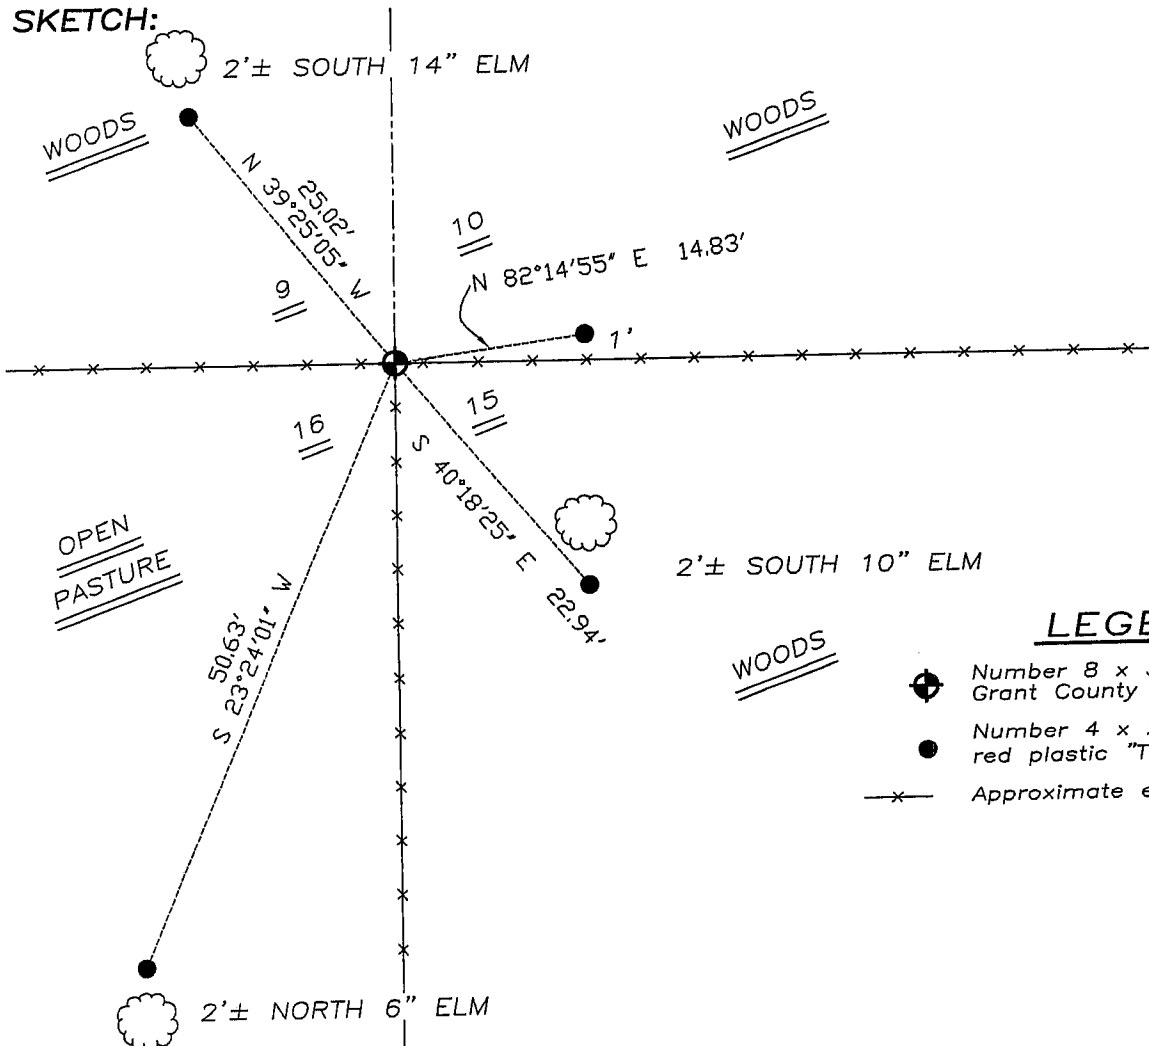 SKETCH:
2'± SOUTH 14" ELM
WOODS
WOODS
25.02'
N 39°25'05" W
10
N 82°14'55" E 14.83'
9
1'
16
15
S 40°18'25" E 22.94'
OPEN
PASTURE
2'± SOUTH 10" ELM
50.63'
S 23°24'01" W
WOODS
LEGE
Number 8 x
Grant County
Number 4 x
red plastic "T
Approximate e
2'± NORTH 6" ELM